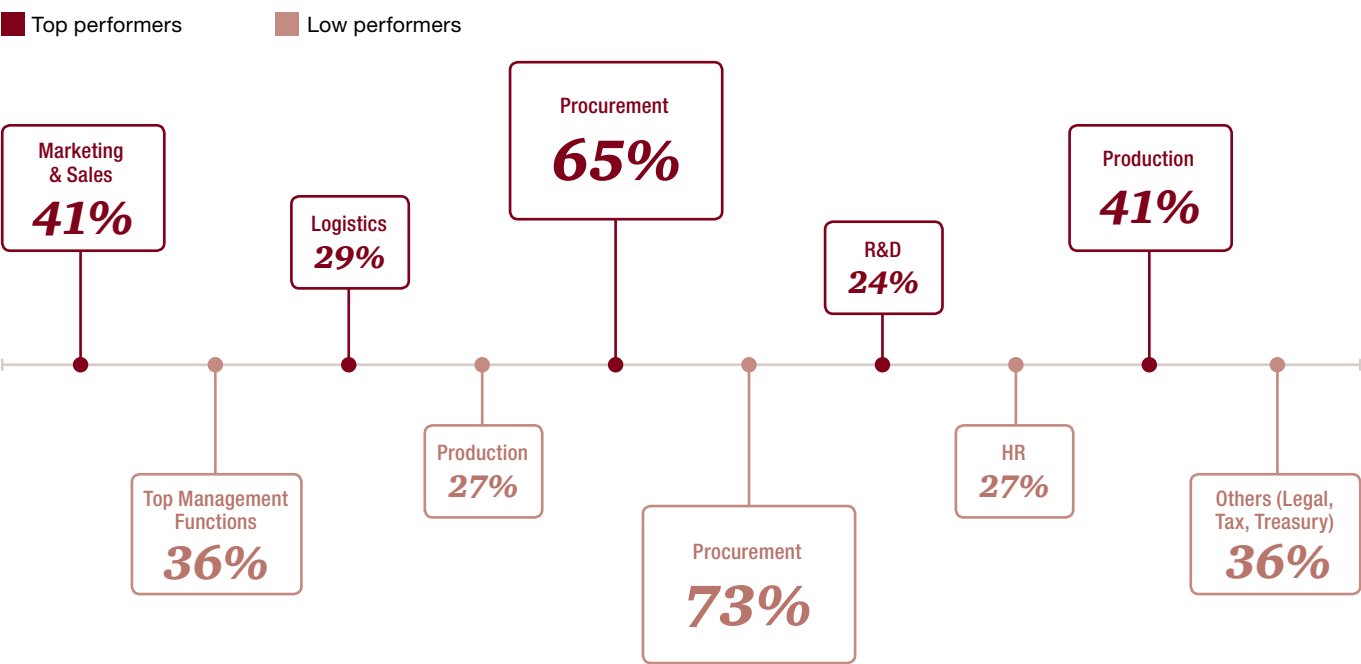 Top performers
Low performers
Marketing
& Sales
41%
Logistics
29%
Procurement
65%
R&D
24%
Production
41%
Top Management
Functions
36%
Production
27%
Procurement
73%
HR
27%
Others (Legal,
Tax, Treasury)
36%